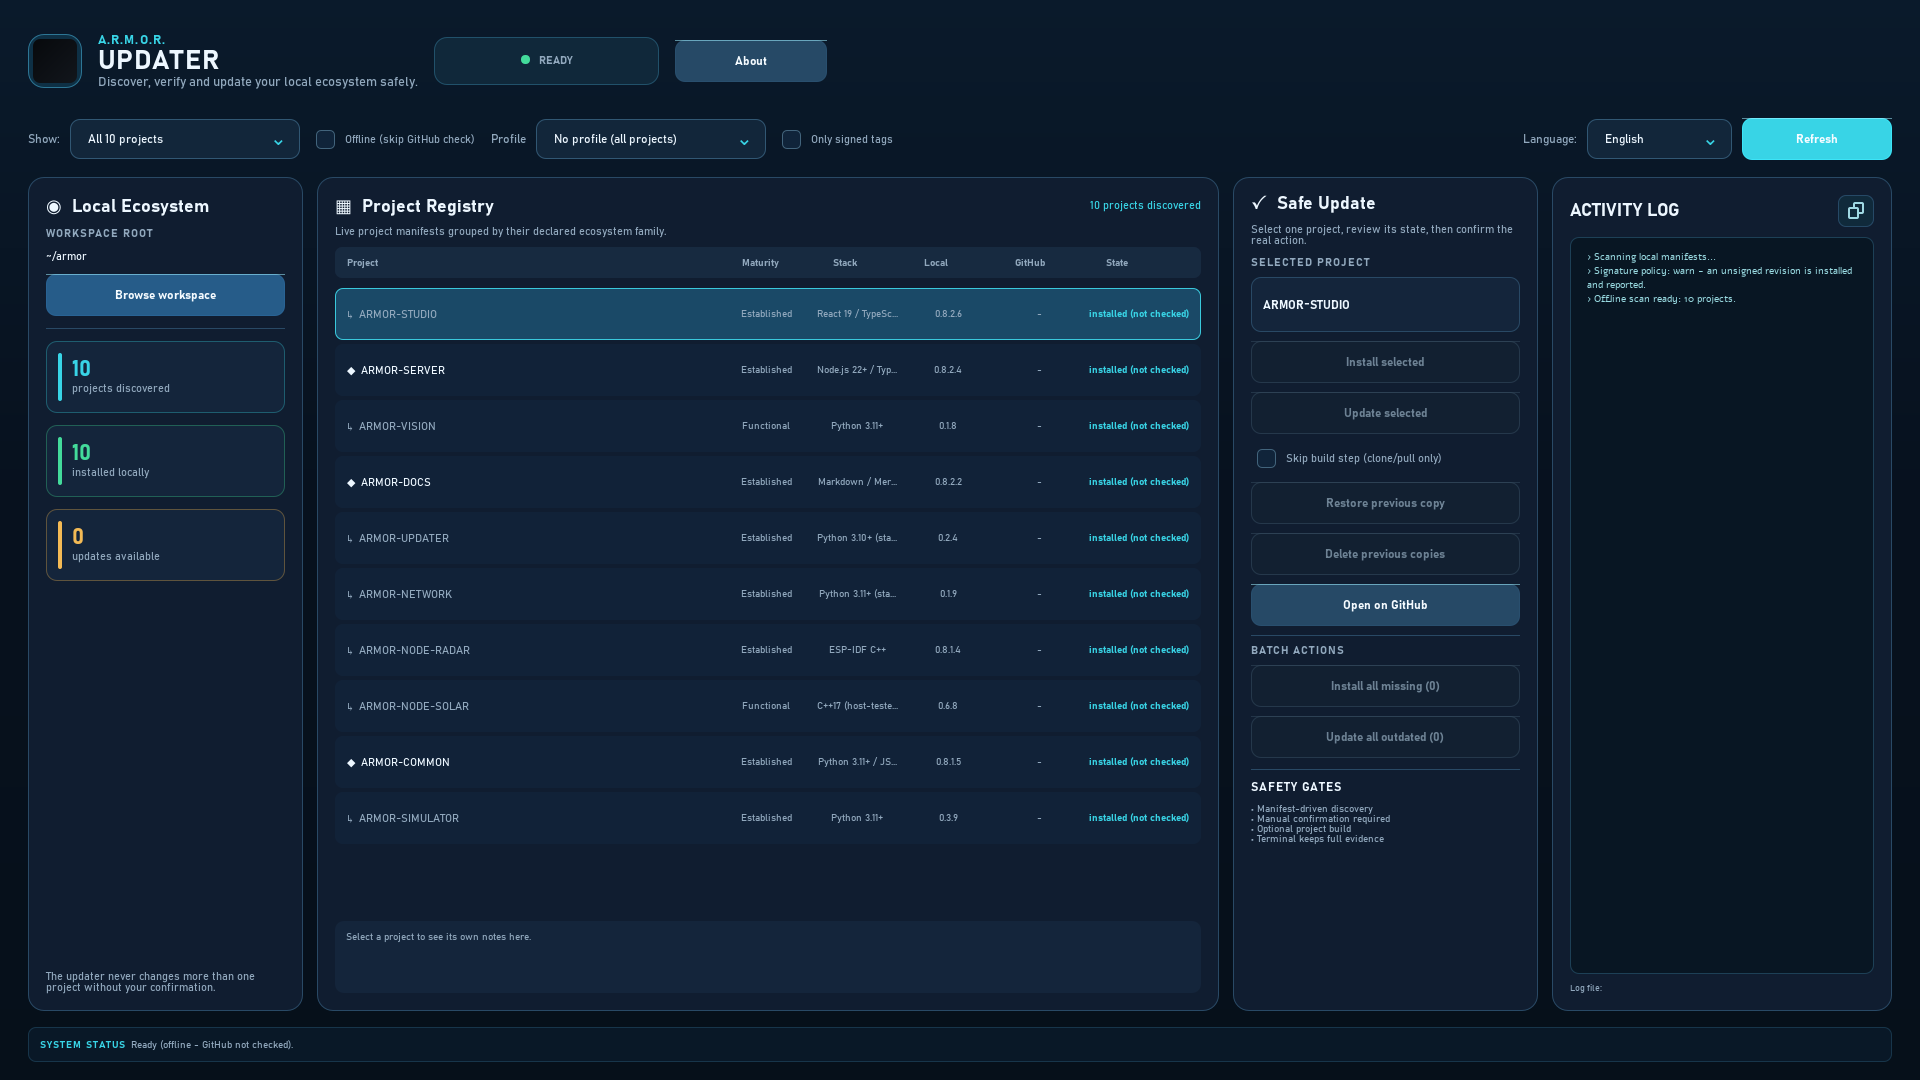 A.R.M.O.R.
UPDATER
Discover, verify and update your local ecosystem safely.
READY
About
Show:
All 10 projects
Offline (skip GitHub check)
Profile
No profile (all projects)
Only signed tags
Language:
English
Refresh
Local Ecosystem
WORKSPACE ROOT
~/armor
Browse workspace
10
projects discovered
10
installed locally
0
updates available
The updater never changes more than one
project without your confirmation.
Project Registry
10 projects discovered
Live project manifests grouped by their declared ecosystem family.
Project Maturity Stack Local GitHub State
↳ ARMOR-STUDIO Established React 19 / TypeSc... 0.8.2.6 installed (not checked)
◆ ARMOR-SERVER Established Node.js 22+ / Typ... 0.8.2.4 - installed (not checked)
↳ ARMOR-VISION Functional Python 3.11+ 0.1.8 - installed (not checked)
◆ ARMOR-DOCS Established Markdown / Mer... 0.8.2.2 - installed (not checked)
↳ ARMOR-UPDATER Established Python 3.10+ (sta... 0.2.4 - installed (not checked)
↳ ARMOR-NETWORK Established Python 3.11+ (sta... 0.1.9 - installed (not checked)
↳ ARMOR-NODE-RADAR Established ESP-IDF C++ 0.8.1.4 - installed (not checked)
↳ ARMOR-NODE-SOLAR Functional C++17 (host-teste... 0.6.8 - installed (not checked)
◆ ARMOR-COMMON Established Python 3.11+ / JS... 0.8.1.5 - installed (not checked)
↳ ARMOR-SIMULATOR Established Python 3.11+ 0.3.9 - installed (not checked)
Select a project to see its own notes here.
✓ Safe Update
Select one project, review its state, then confirm the
real action.
SELECTED PROJECT
ARMOR-STUDIO
Install selected
Update selected
Skip build step (clone/pull only)
Restore previous copy
Delete previous copies
Open on GitHub
BATCH ACTIONS
Install all missing (0)
Update all outdated (0)
SAFETY GATES
• Manifest-driven discovery
• Manual confirmation required
• Optional project build
• Terminal keeps full evidence
ACTIVITY LOG
› Scanning local manifests...
› Signature policy: warn - an unsigned revision is installed
and reported.
› Offline scan ready: 10 projects.
Log file:
SYSTEM STATUS Ready (offline - GitHub not checked).